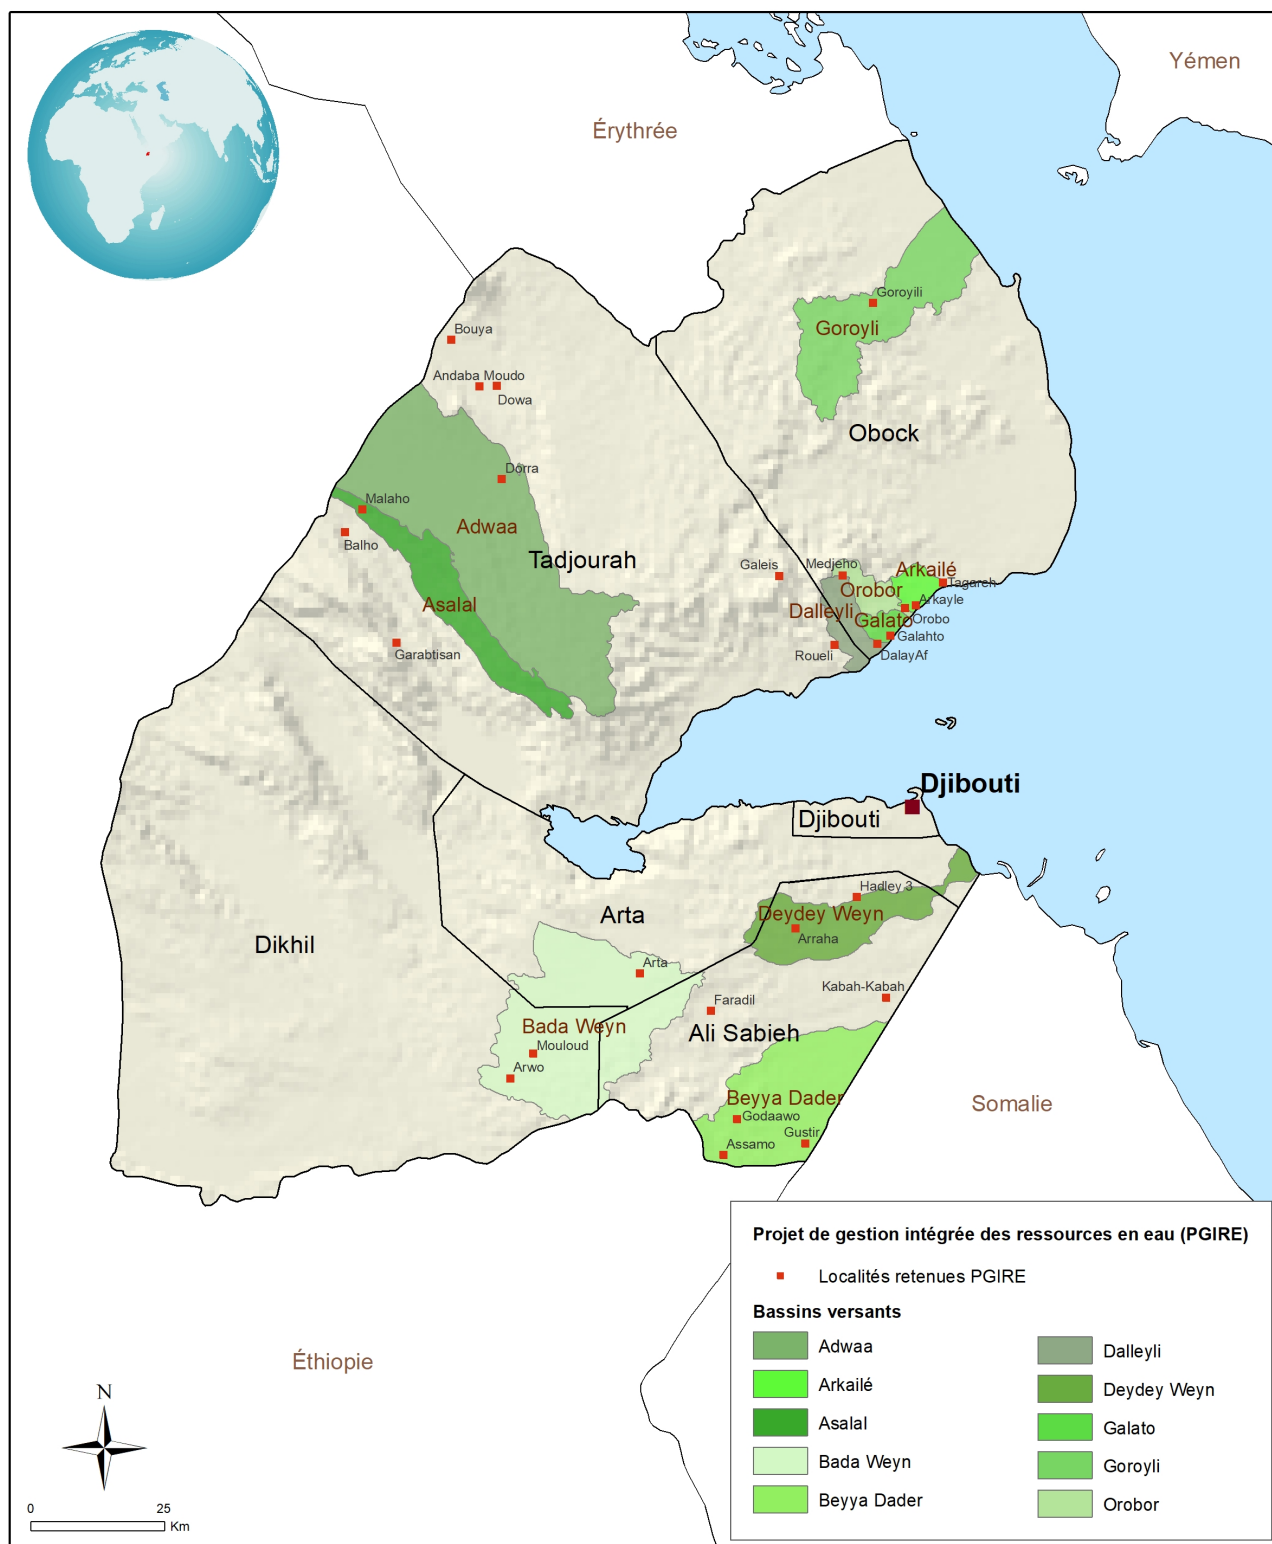 Yémen
Érythrée
Goroyili
Goroyli
Bouya
Andaba Moudo
Dowa
Obock
Dorra
Malaho
Adwaa
Balho
Tadjourah
Galeis
Medjeho
Arkailé
Tagareh
Orobor
Arkayle
Asalal
Dalleyli
Galato
Orobo
Galahto
Garabtisan
Roueli
DalayAf
Djibouti
Djibouti
Hadley 3
Arta
Deydey Weyn
Arraha
Dikhil
Arta
Kabah-Kabah
Faradil
Bada Weyn
Ali Sabieh
Mouloud
Arwo
Beyya Dader
Somalie
Godaawo
Gustir
Assamo
Éthiopie
Projet de gestion intégrée des ressources en eau (PGIRE)
Localités retenues PGIRE
Bassins versants
Adwaa
Arkailé
Asalal
Bada Weyn
Beyya Dader
Dalleyli
Deydey Weyn
Galato
Goroyli
Orobor
N
0 25
Km